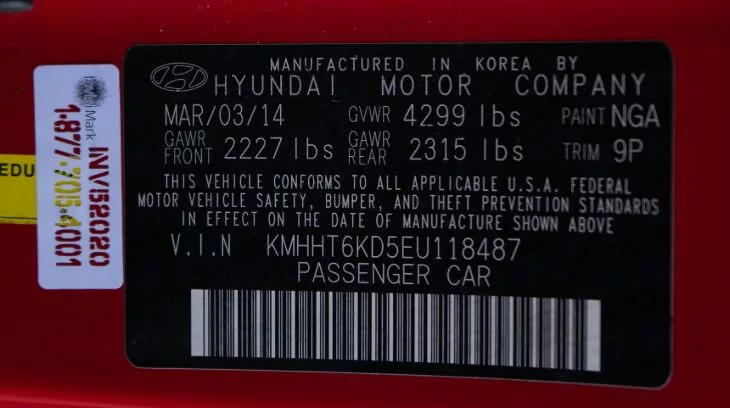 MANUFACTURED IN KOREA BY
HYUNDAI MOTOR COMPANY
MAR/03/14 GVWR 4299 lbs PAINT NGA
GAWR FRONT 2227 lbs GAWR REAR 2315 lbs TRIM 9P
THIS VEHICLE CONFORMS TO ALL APPLICABLE U.S.A. FEDERAL
MOTOR VEHICLE SAFETY, BUMPER, AND THEFT PREVENTION STANDARDS
IN EFFECT ON THE DATE OF MANUFACTURE SHOWN ABOVE
V.I.N KMHHT6KD5EU118487
PASSENGER CAR
EDU
INV52020
1-877-705-4001